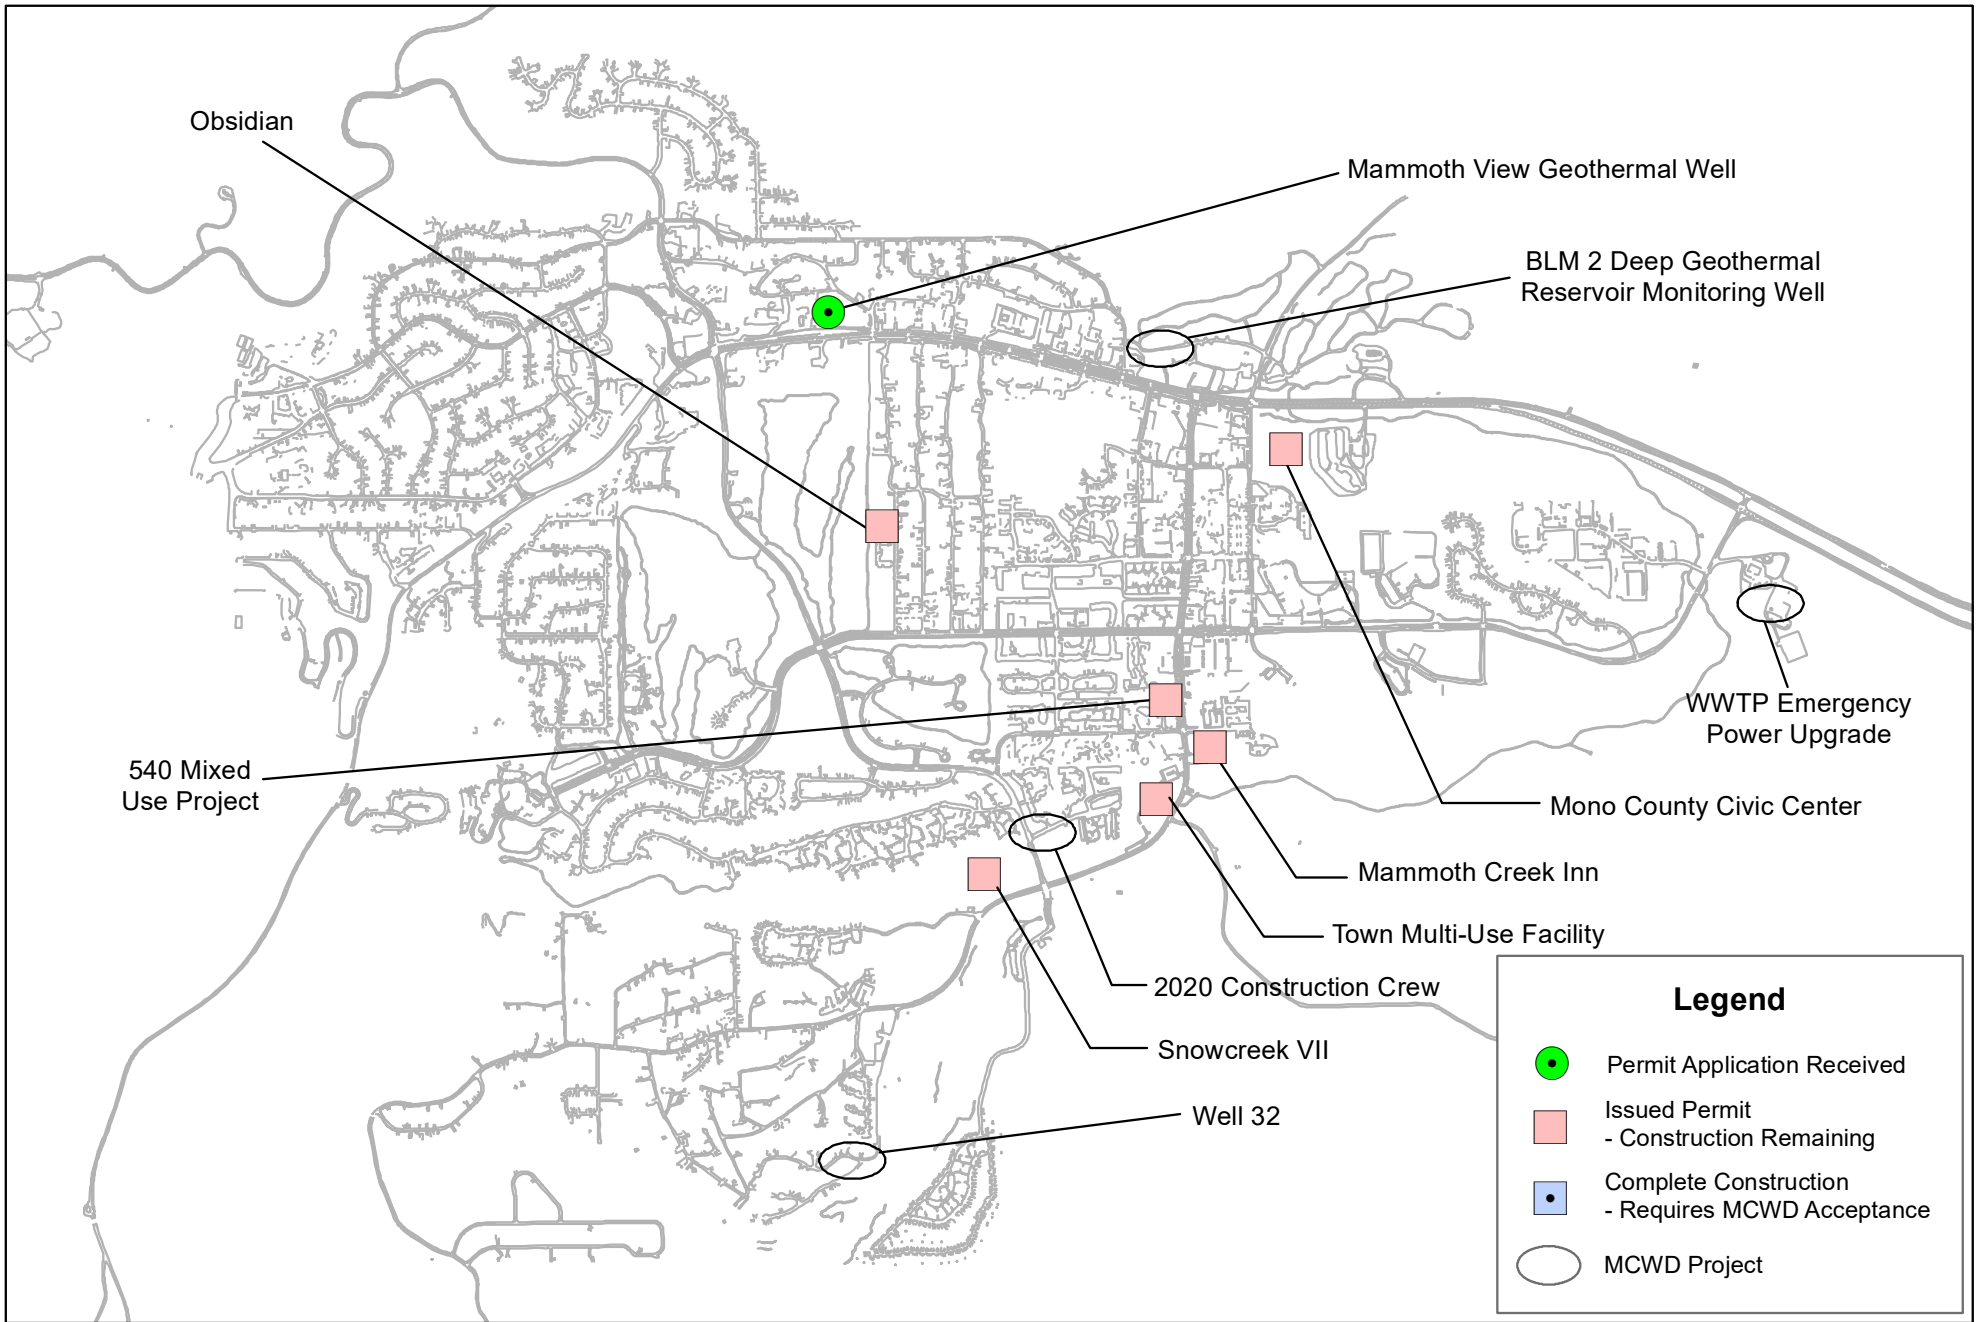 Obsidian
Mammoth View Geothermal Well
BLM 2 Deep Geothermal
Reservoir Monitoring Well
WWTP Emergency
Power Upgrade
540 Mixed
Use Project
Mono County Civic Center
Mammoth Creek Inn
Town Multi-Use Facility
2020 Construction Crew
Snowcreek VII
Well 32
Legend
Permit Application Received
Issued Permit
- Construction Remaining
Complete Construction
- Requires MCWD Acceptance
MCWD Project